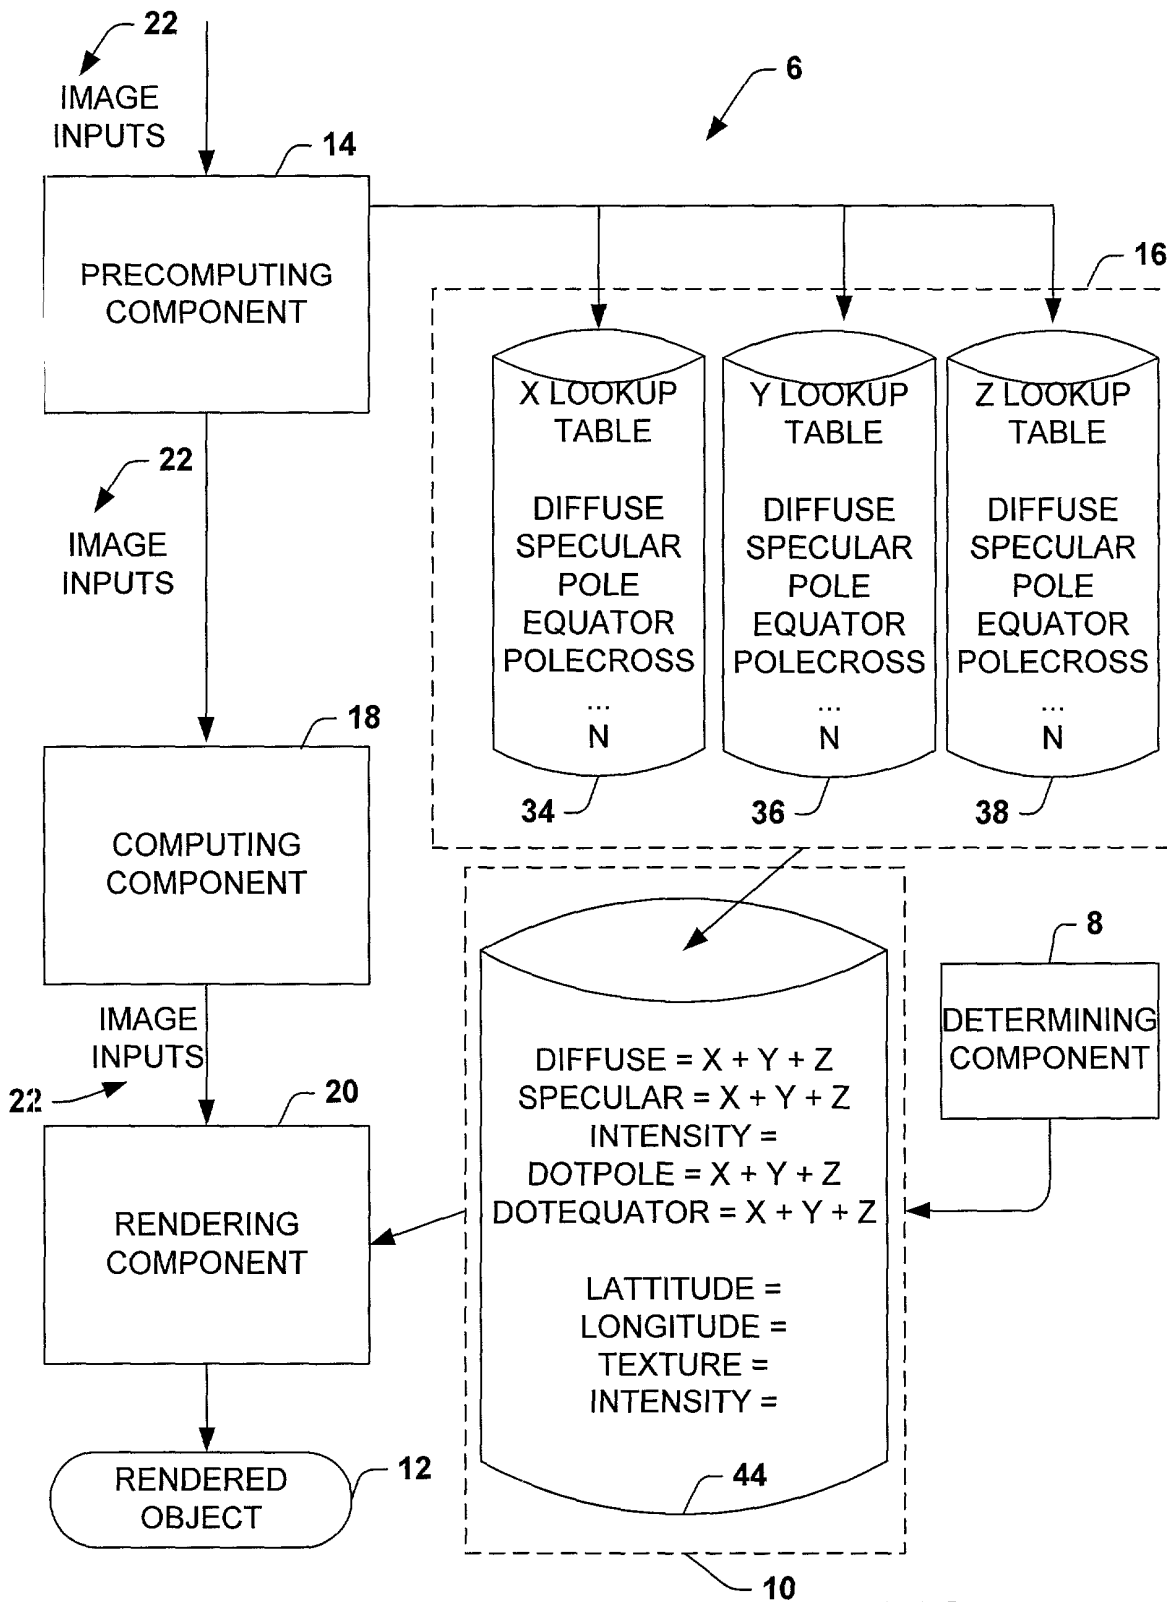 22
IMAGE
INPUTS
6
14
PRECOMPUTING
COMPONENT
16
X LOOKUP
TABLE
DIFFUSE
SPECULAR
POLE
EQUATOR
POLECROSS
...
N
34
Y LOOKUP
TABLE
DIFFUSE
SPECULAR
POLE
EQUATOR
POLECROSS
...
N
36
Z LOOKUP
TABLE
DIFFUSE
SPECULAR
POLE
EQUATOR
POLECROSS
...
N
38
22
IMAGE
INPUTS
18
COMPUTING
COMPONENT
IMAGE
INPUTS
22
20
RENDERING
COMPONENT
DIFFUSE = X + Y + Z
SPECULAR = X + Y + Z
INTENSITY =
DOTPOLE = X + Y + Z
DOTEQUATOR = X + Y + Z
LATTITUDE =
LONGITUDE =
TEXTURE =
INTENSITY =
44
10
8
DETERMINING
COMPONENT
RENDERED
OBJECT
12